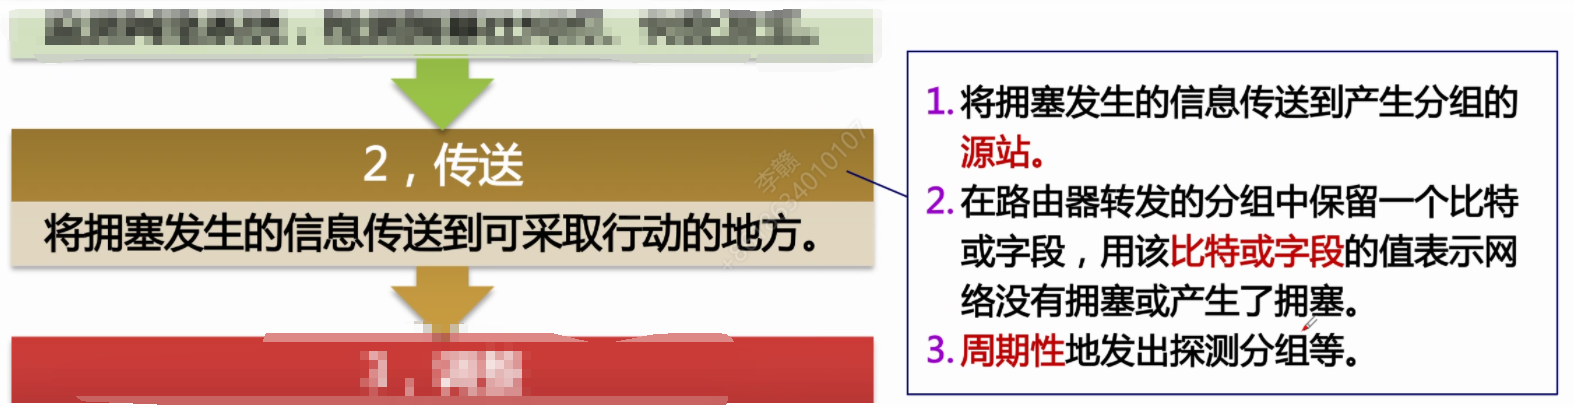 2，传送
将拥塞发生的信息传送到可采取行动的地方。
1. 将拥塞发生的信息传送到产生分组的
源站。
2. 在路由器转发的分组中保留一个比特
或字段，用该比特或字段的值表示网
络没有拥塞或产生了拥塞。
3. 周期性地发出探测分组等。
李赣